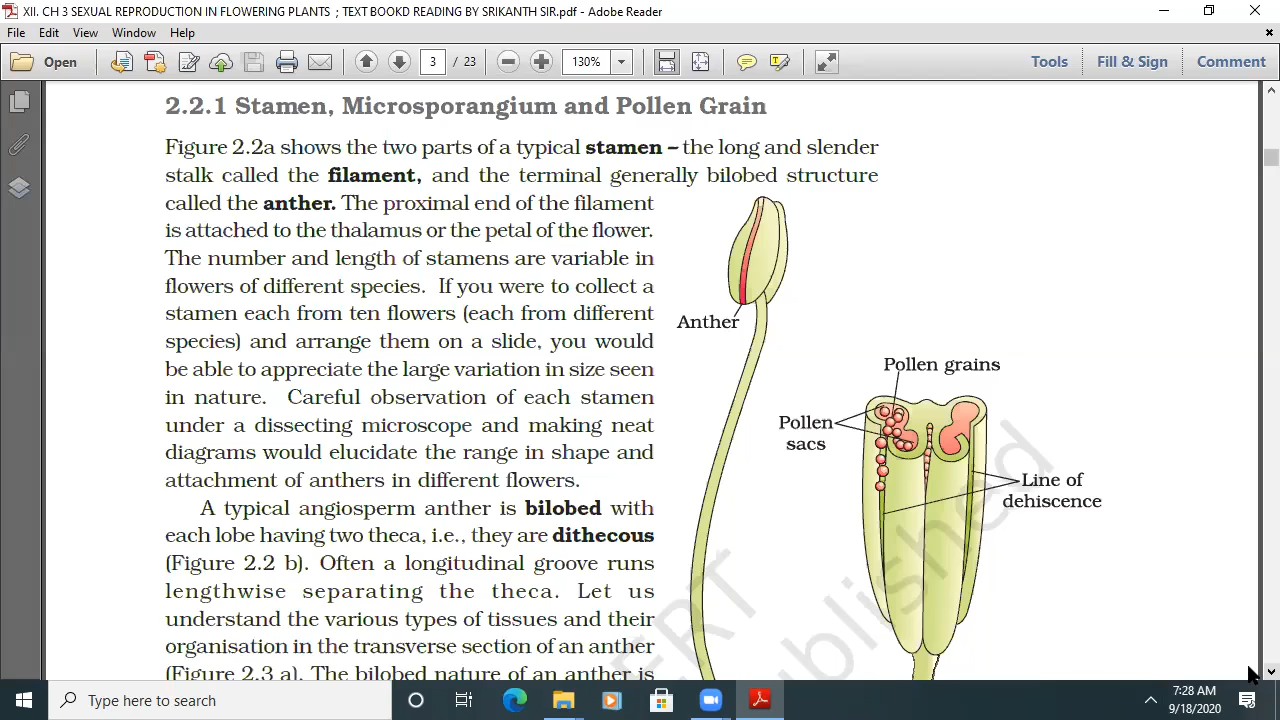 XII. CH 3 SEXUAL REPRODUCTION IN FLOWERING PLANTS ; TEXT BOOKD READING BY SRIKANTH SIR.pdf - Adobe Reader
File Edit View Window Help
Open
3 / 23
130%
Tools
Fill & Sign
Comment
2.2.1 Stamen, Microsporangium and Pollen Grain
Figure 2.2a shows the two parts of a typical stamen – the long and slender
stalk called the filament, and the terminal generally bilobed structure
called the anther. The proximal end of the filament
is attached to the thalamus or the petal of the flower.
The number and length of stamens are variable in
flowers of different species. If you were to collect a
stamen each from ten flowers (each from different
species) and arrange them on a slide, you would
be able to appreciate the large variation in size seen
in nature. Careful observation of each stamen
under a dissecting microscope and making neat
diagrams would elucidate the range in shape and
attachment of anthers in different flowers.
A typical angiosperm anther is bilobed with
each lobe having two theca, i.e., they are dithecous
(Figure 2.2 b). Often a longitudinal groove runs
lengthwise separating the theca. Let us
understand the various types of tissues and their
organisation in the transverse section of an anther
(Figure 2.3 a). The bilobed nature of an anther is
Anther
Pollen grains
Pollen
sacs
Line of
dehiscence
Type here to search
7:28 AM
9/18/2020